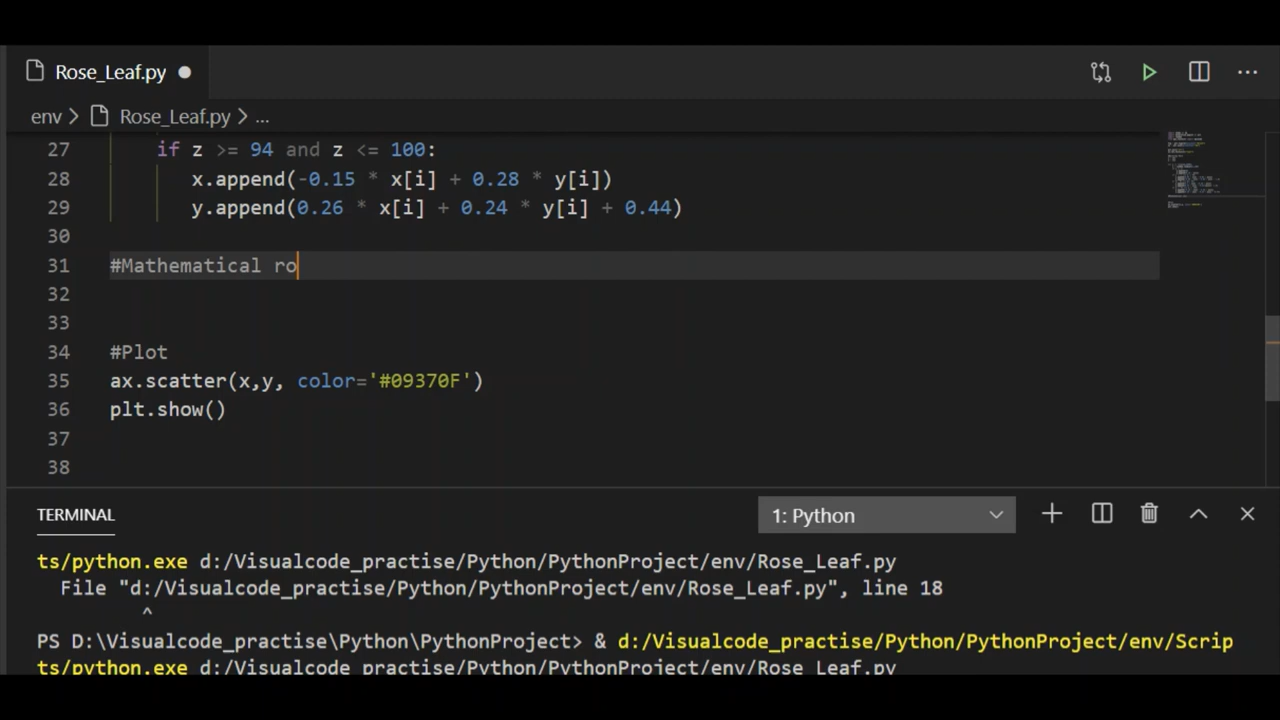 Rose_Leaf.py
env > Rose_Leaf.py > ...
27 if z >= 94 and z <= 100:
28 x.append(-0.15 * x[i] + 0.28 * y[i])
29 y.append(0.26 * x[i] + 0.24 * y[i] + 0.44)
30
31 #Mathematical ro
32
33
34 #Plot
35 ax.scatter(x,y, color='#09370F')
36 plt.show()
37
38
TERMINAL
1: Python
ts/python.exe d:/Visualcode_practise/Python/PythonProject/env/Rose_Leaf.py
File "d:/Visualcode_practise/Python/PythonProject/env/Rose_Leaf.py", line 18
^
PS D:\Visualcode_practise\Python\PythonProject> & d:/Visualcode_practise/Python/PythonProject/env/Scrip
ts/python.exe d:/Visualcode_practise/Python/PythonProject/env/Rose_Leaf.py